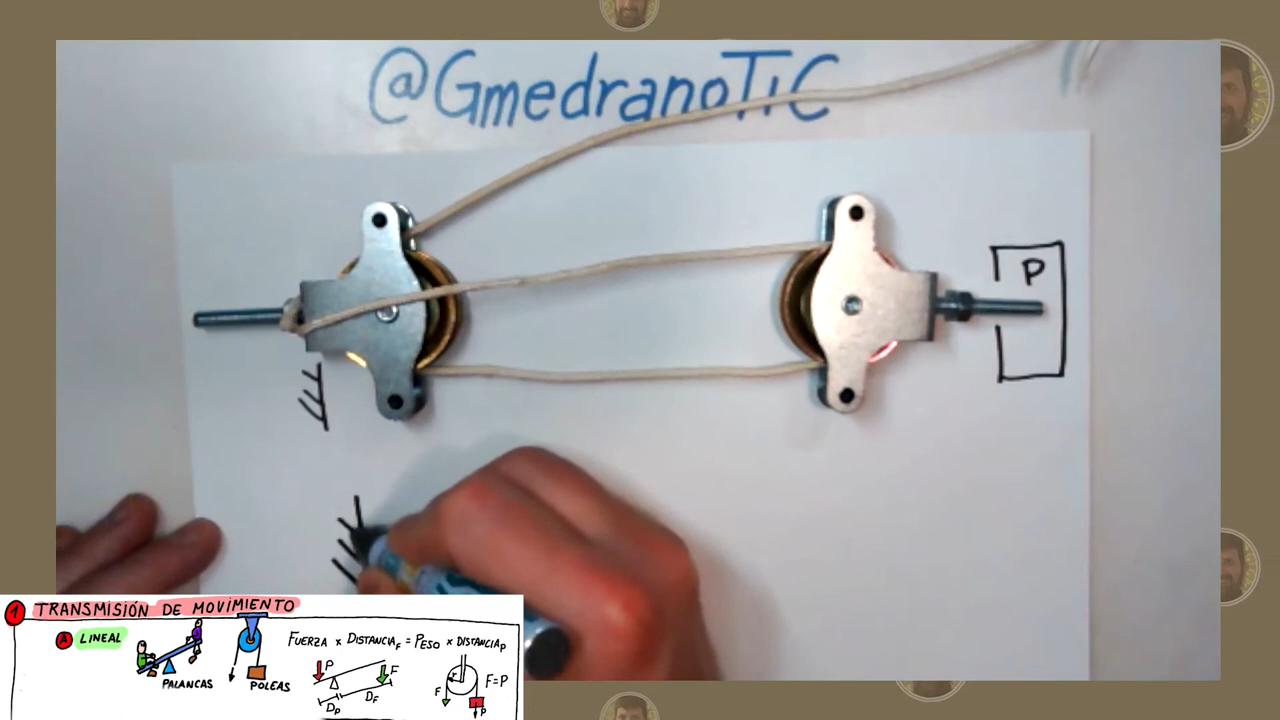 @GmedranoTiC
P
1 TRANSMISIÓN DE MOVIMIENTO
A LINEAL
PALANCAS
POLEAS
FUERZA x DISTANCIAF = PESO x DISTANCIAP
P
F
DP
DF
r
F
P
F=P